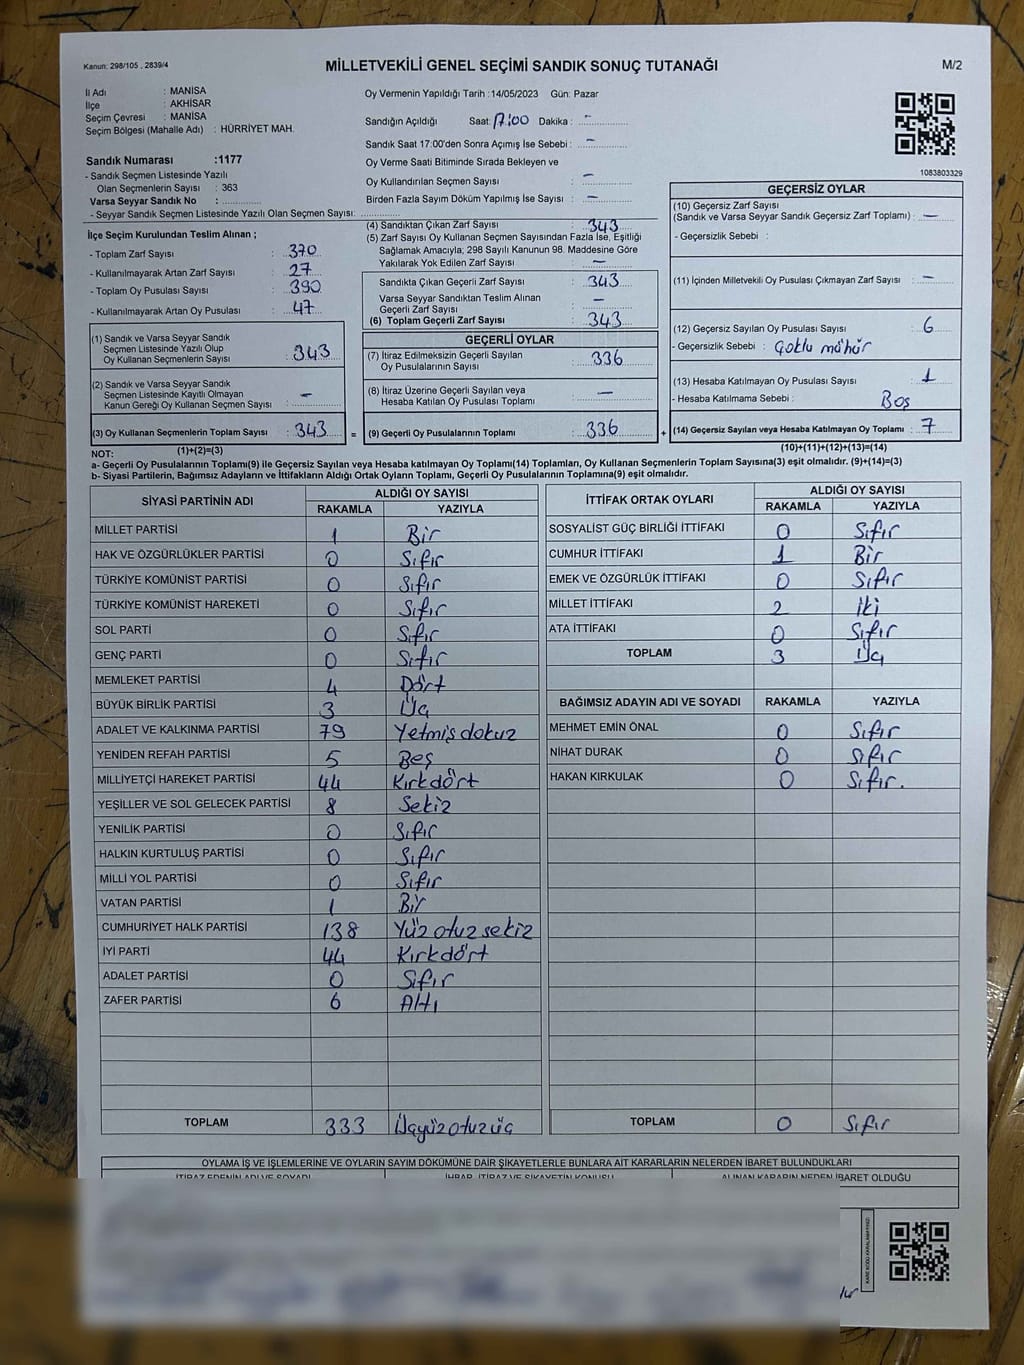 Kanun: 298/105 , 2839/4
MİLLETVEKİLİ GENEL SEÇİMİ SANDIK SONUÇ TUTANAĞI
M/2
İl Adı : MANİSA
İlçe : AKHİSAR
Seçim Çevresi : MANİSA
Seçim Bölgesi (Mahalle Adı) : HÜRRİYET MAH.
Sandık Numarası :1177
- Sandık Seçmen Listesinde Yazılı
Olan Seçmenlerin Sayısı : 363
Varsa Seyyar Sandık No :
- Seyyar Sandık Seçmen Listesinde Yazılı Olan Seçmen Sayısı:
Oy Vermenin Yapıldığı Tarih :14/05/2023 Gün: Pazar
Sandığın Açıldığı Saat: 17:00 Dakika : -
Sandık Saat 17:00'den Sonra Açımış İse Sebebi : -
Oy Verme Saati Bitiminde Sırada Bekleyen ve
Oy Kullandırılan Seçmen Sayısı : -
Birden Fazla Sayım Döküm Yapılmış İse Sayısı : -
1083803329
İlçe Seçim Kurulundan Teslim Alınan ;
- Toplam Zarf Sayısı : 370
- Kullanılmayarak Artan Zarf Sayısı : 27
- Toplam Oy Pusulası Sayısı : 390
- Kullanılmayarak Artan Oy Pusulası : 47
(1) Sandık ve Varsa Seyyar Sandık
Seçmen Listesinde Yazılı Olup
Oy Kullanan Seçmenlerin Sayısı : 343
(2) Sandık ve Varsa Seyyar Sandık
Seçmen Listesinde Kayıtlı Olmayan
Kanun Gereği Oy Kullanan Seçmen Sayısı : -
(3) Oy Kullanan Seçmenlerin Toplam Sayısı : 343 =
(1)+(2)=(3)
(4) Sandıktan Çıkan Zarf Sayısı : 343
(5) Zarf Sayısı Oy Kullanan Seçmen Sayısından Fazla İse, Eşitliği
Sağlamak Amacıyla; 298 Sayılı Kanunun 98. Maddesine Göre
Yakılarak Yok Edilen Zarf Sayısı : -
Sandıkta Çıkan Geçerli Zarf Sayısı : 343
Varsa Seyyar Sandıktan Teslim Alınan
Geçerli Zarf Sayısı : -
(6) Toplam Geçerli Zarf Sayısı : 343
GEÇERLİ OYLAR
(7) İtiraz Edilmeksizin Geçerli Sayılan
Oy Pusulalarının Sayısı : 336
(8) İtiraz Üzerine Geçerli Sayılan veya
Hesaba Katılan Oy Pusulası Toplamı : -
(9) Geçerli Oy Pusulalarının Toplamı : 336 +
GEÇERSİZ OYLAR
(10) Geçersiz Zarf Sayısı
(Sandık ve Varsa Seyyar Sandık Geçersiz Zarf Toplamı) : -
- Geçersizlik Sebebi :
(11) İçinden Milletvekili Oy Pusulası Çıkmayan Zarf Sayısı : -
(12) Geçersiz Sayılan Oy Pusulası Sayısı : 6
- Geçersizlik Sebebi : Çoklu mühür
(13) Hesaba Katılmayan Oy Pusulası Sayısı : 1
- Hesaba Katılmama Sebebi : Boş
(14) Geçersiz Sayılan veya Hesaba Katılmayan Oy Toplamı : 7
(10)+(11)+(12)+(13)=(14)
NOT:
a- Geçerli Oy Pusulalarının Toplamı(9) ile Geçersiz Sayılan veya Hesaba katılmayan Oy Toplamı(14) Toplamları, Oy Kullanan Seçmenlerin Toplam Sayısına(3) eşit olmalıdır. (9)+(14)=(3)
b- Siyasi Partilerin, Bağımsız Adayların ve İttifakların Aldığı Ortak Oyların Toplamı, Geçerli Oy Pusulalarının Toplamına(9) eşit olmalıdır.
SİYASİ PARTİNİN ADI ALDIĞI OY SAYISI
RAKAMLA YAZIYLA
MİLLET PARTİSİ 1 Bir
HAK VE ÖZGÜRLÜKLER PARTİSİ 0 Sıfır
TÜRKİYE KOMÜNİST PARTİSİ 0 Sıfır
TÜRKİYE KOMÜNİST HAREKETİ 0 Sıfır
SOL PARTİ 0 Sıfır
GENÇ PARTİ 0 Sıfır
MEMLEKET PARTİSİ 4 Dört
BÜYÜK BİRLİK PARTİSİ 3 Üç
ADALET VE KALKINMA PARTİSİ 79 Yetmiş dokuz
YENİDEN REFAH PARTİSİ 5 Beş
MİLLİYETÇİ HAREKET PARTİSİ 44 Kırkdört
YEŞİLLER VE SOL GELECEK PARTİSİ 8 Sekiz
YENİLİK PARTİSİ 0 Sıfır
HALKIN KURTULUŞ PARTİSİ 0 Sıfır
MİLLİ YOL PARTİSİ 0 Sıfır
VATAN PARTİSİ 1 Bir
CUMHURİYET HALK PARTİSİ 138 Yüz otuz sekiz
İYİ PARTİ 44 Kırkdört
ADALET PARTİSİ 0 Sıfır
ZAFER PARTİSİ 6 Altı
TOPLAM 333 Üçyüzotuzüç
İTTİFAK ORTAK OYLARI ALDIĞI OY SAYISI
RAKAMLA YAZIYLA
SOSYALİST GÜÇ BİRLİĞİ İTTİFAKI 0 Sıfır
CUMHUR İTTİFAKI 1 Bir
EMEK VE ÖZGÜRLÜK İTTİFAKI 0 Sıfır
MİLLET İTTİFAKI 2 İki
ATA İTTİFAKI 0 Sıfır
TOPLAM 3 Üç
BAĞIMSIZ ADAYIN ADI VE SOYADI RAKAMLA YAZIYLA
MEHMET EMİN ÖNAL 0 Sıfır
NİHAT DURAK 0 Sıfır
HAKAN KIRKULAK 0 Sıfır.
TOPLAM 0 Sıfır
OYLAMA İŞ VE İŞLEMLERİNE VE OYLARIN SAYIM DÖKÜMÜNE DAİR ŞİKAYETLERLE BUNLARA AİT KARARLARIN NELERDEN İBARET BULUNDUKLARI
İTİRAZ EDENİN ADI VE SOYADI İHBAR, İTİRAZ VE ŞİKAYETİN KONUSU ALINAN KARARIN NEDEN İBARET OLDUĞU